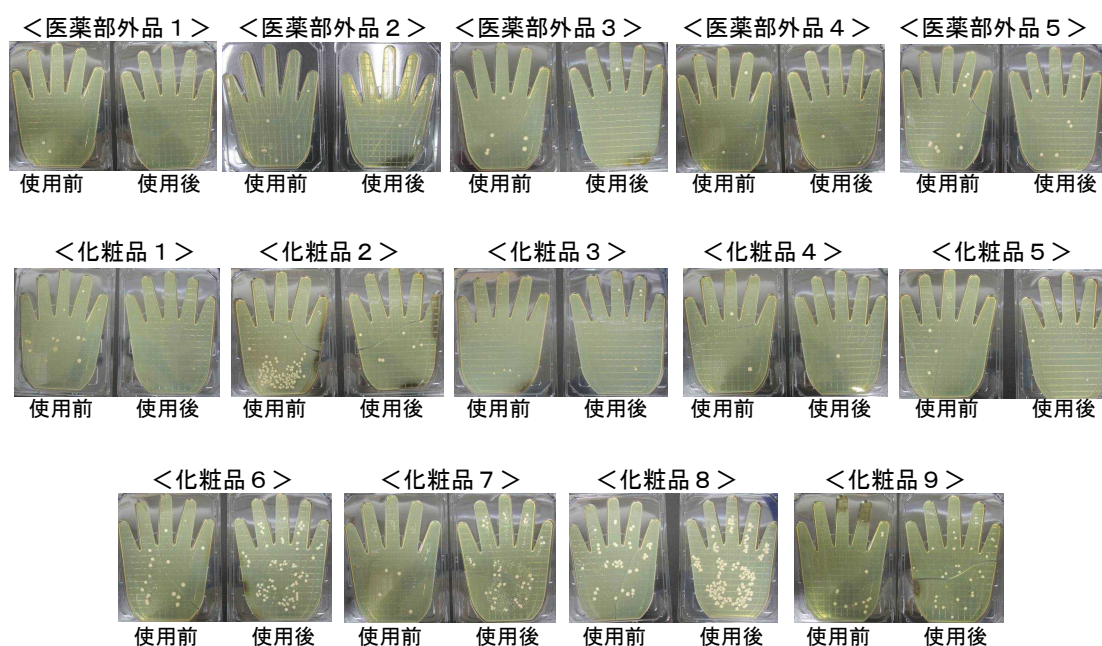 ＜医薬部外品１＞ ＜医薬部外品２＞ ＜医薬部外品３＞ ＜医薬部外品４＞ ＜医薬部外品５＞
使用前 使用後 使用前 使用後 使用前 使用後 使用前 使用後 使用前 使用後
＜化粧品１＞ ＜化粧品２＞ ＜化粧品３＞ ＜化粧品４＞ ＜化粧品５＞
使用前 使用後 使用前 使用後 使用前 使用後 使用前 使用後 使用前 使用後
＜化粧品６＞ ＜化粧品７＞ ＜化粧品８＞ ＜化粧品９＞
使用前 使用後 使用前 使用後 使用前 使用後 使用前 使用後